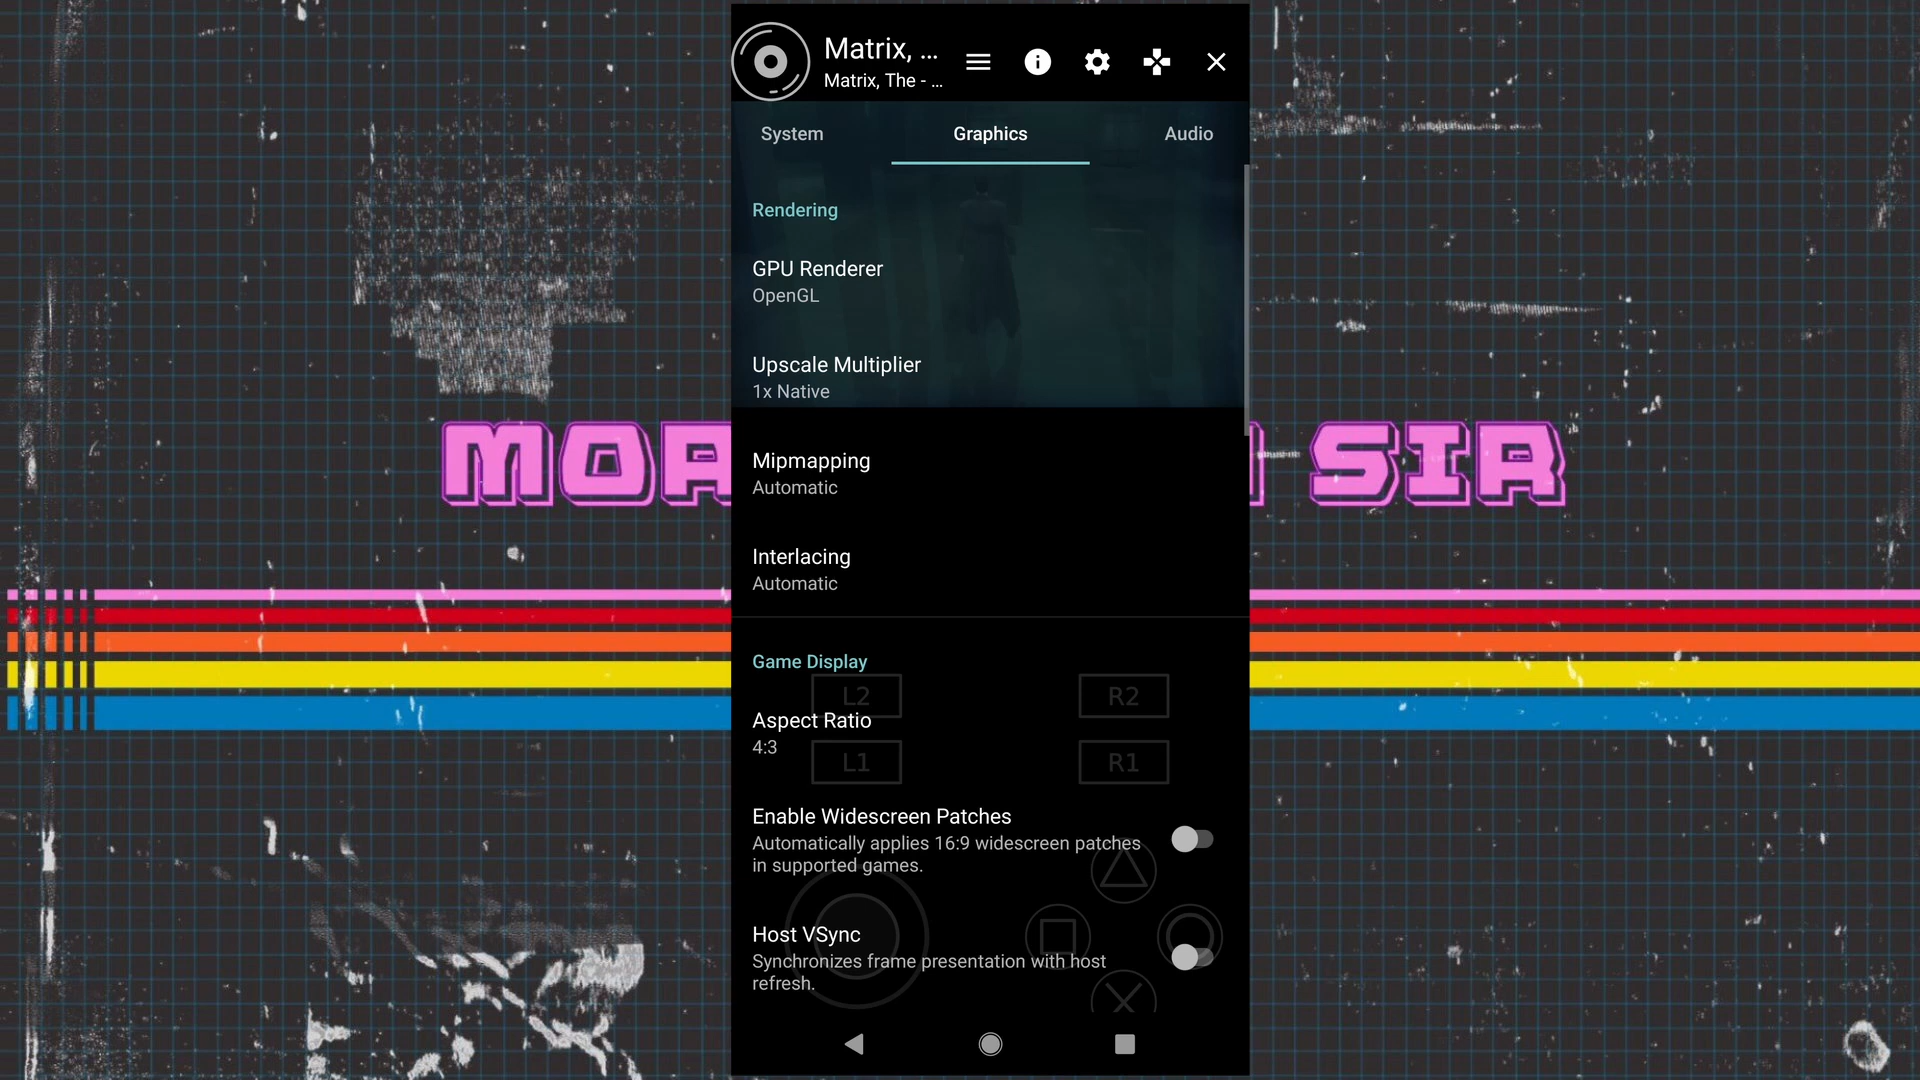 Matrix, ...
Matrix, The - ...
System
Graphics
Audio
Rendering
GPU Renderer
OpenGL
Upscale Multiplier
1x Native
MO
SIR
Mipmapping
Automatic
Interlacing
Automatic
Game Display
L2
R2
Aspect Ratio
4:3
L1
R1
Enable Widescreen Patches
Automatically applies 16:9 widescreen patches
in supported games.
Host VSync
Synchronizes frame presentation with host
refresh.